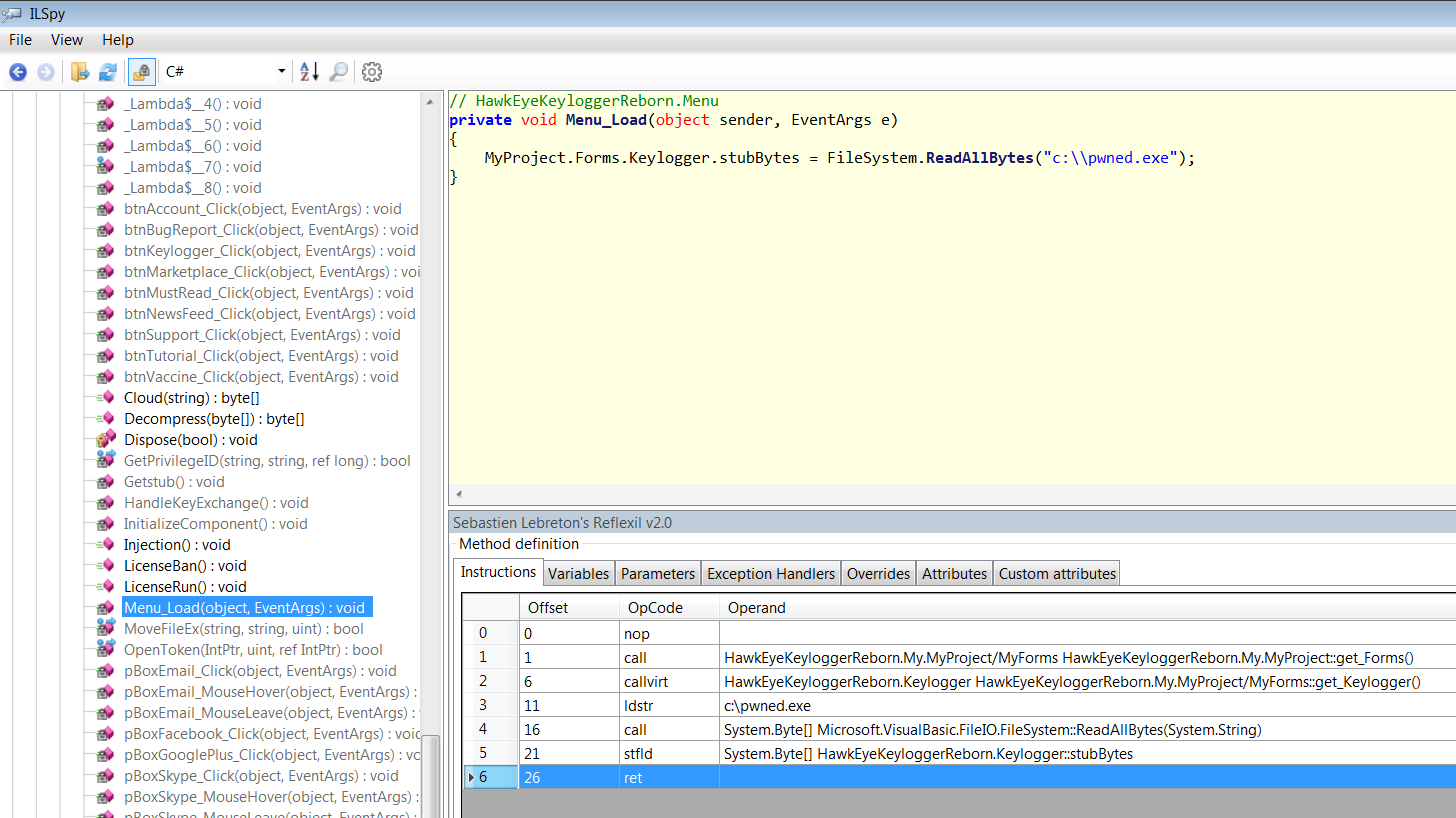 ILSpy
File View Help
C#
_Lambda$__4() : void
_Lambda$__5() : void
_Lambda$__6() : void
_Lambda$__7() : void
_Lambda$__8() : void
btnAccount_Click(object, EventArgs) : void
btnBugReport_Click(object, EventArgs) : void
btnKeylogger_Click(object, EventArgs) : void
btnMarketplace_Click(object, EventArgs) : voi
btnMustRead_Click(object, EventArgs) : void
btnNewsFeed_Click(object, EventArgs) : void
btnSupport_Click(object, EventArgs) : void
btnTutorial_Click(object, EventArgs) : void
btnVaccine_Click(object, EventArgs) : void
Cloud(string) : byte[]
Decompress(byte[]) : byte[]
Dispose(bool) : void
GetPrivilegeID(string, string, ref long) : bool
Getstub() : void
HandleKeyExchange() : void
InitializeComponent() : void
Injection() : void
LicenseBan() : void
LicenseRun() : void
Menu_Load(object, EventArgs) : void
MoveFileEx(string, string, uint) : bool
OpenToken(IntPtr, uint, ref IntPtr) : bool
pBoxEmail_Click(object, EventArgs) : void
pBoxEmail_MouseHover(object, EventArgs) :
pBoxEmail_MouseLeave(object, EventArgs) :
pBoxFacebook_Click(object, EventArgs) : voic
pBoxGooglePlus_Click(object, EventArgs) : vo
pBoxSkype_Click(object, EventArgs) : void
pBoxSkype_MouseHover(object, EventArgs) :
pBoxSkype_MouseLeave(object, EventArgs) :
// HawkEyeKeyloggerReborn.Menu
private void Menu_Load(object sender, EventArgs e)
{
MyProject.Forms.Keylogger.stubBytes = FileSystem.ReadAllBytes("c:\\pwned.exe");
}
Sebastien Lebreton's Reflexil v2.0
Method definition
Instructions Variables Parameters Exception Handlers Overrides Attributes Custom attributes
Offset OpCode Operand
0 0 nop
1 1 call HawkEyeKeyloggerReborn.My.MyProject/MyForms HawkEyeKeyloggerReborn.My.MyProject::get_Forms()
2 6 callvirt HawkEyeKeyloggerReborn.Keylogger HawkEyeKeyloggerReborn.My.MyProject/MyForms::get_Keylogger()
3 11 ldstr c:\pwned.exe
4 16 call System.Byte[] Microsoft.VisualBasic.FileIO.FileSystem::ReadAllBytes(System.String)
5 21 stfld System.Byte[] HawkEyeKeyloggerReborn.Keylogger::stubBytes
6 26 ret